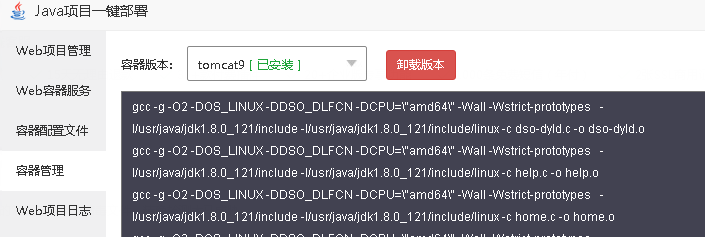 Java项目一键部署
Web项目管理
Web容器服务
容器配置文件
容器管理
Web项目日志
容器版本: tomcat9 [ 已安装 ] 卸载版本
gcc -g -O2 -DOS_LINUX -DDSO_DLFCN -DCPU=\"amd64\" -Wall -Wstrict-prototypes -
I/usr/java/jdk1.8.0_121/include -I/usr/java/jdk1.8.0_121/include/linux -c dso-dyld.c -o dso-dyld.o
gcc -g -O2 -DOS_LINUX -DDSO_DLFCN -DCPU=\"amd64\" -Wall -Wstrict-prototypes -
I/usr/java/jdk1.8.0_121/include -I/usr/java/jdk1.8.0_121/include/linux -c help.c -o help.o
gcc -g -O2 -DOS_LINUX -DDSO_DLFCN -DCPU=\"amd64\" -Wall -Wstrict-prototypes -
I/usr/java/jdk1.8.0_121/include -I/usr/java/jdk1.8.0_121/include/linux -c home.c -o home.o